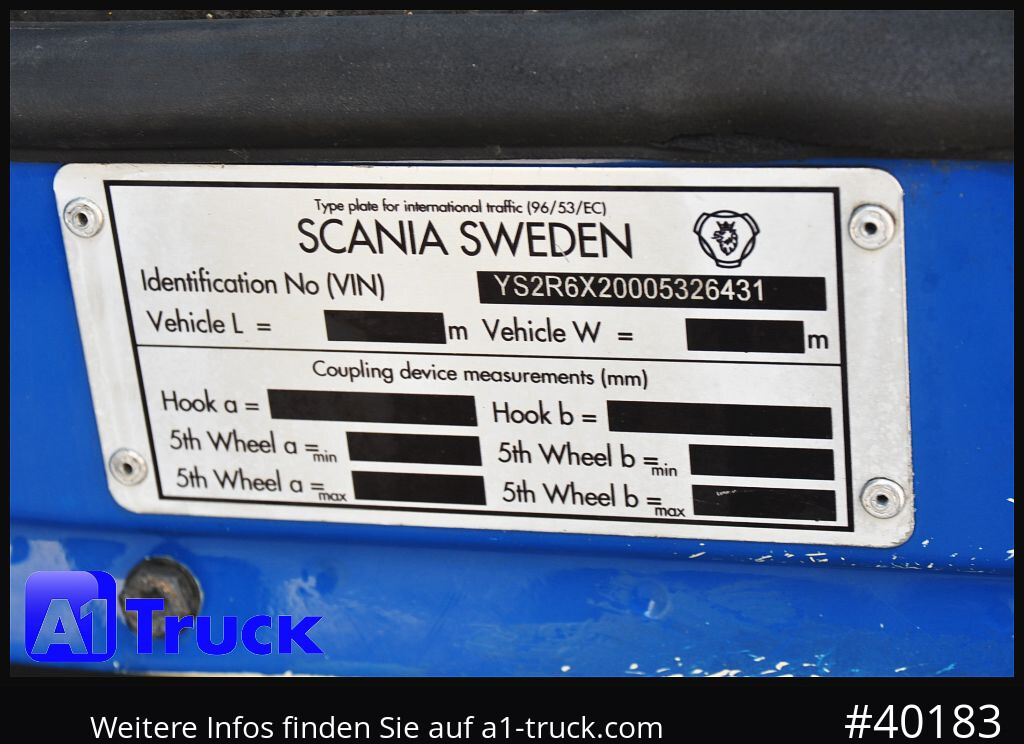 Type plate for international traffic (96/53/EC)
SCANIA SWEDEN
Identification No (VIN) YS2R6X20005326431
Vehicle L = m Vehicle W = m
Coupling device measurements (mm)
Hook a = Hook b =
5th Wheel a = min 5th Wheel b = min
5th Wheel a = max 5th Wheel b = max
A1 Truck
Weitere Infos finden Sie auf a1-truck.com #40183